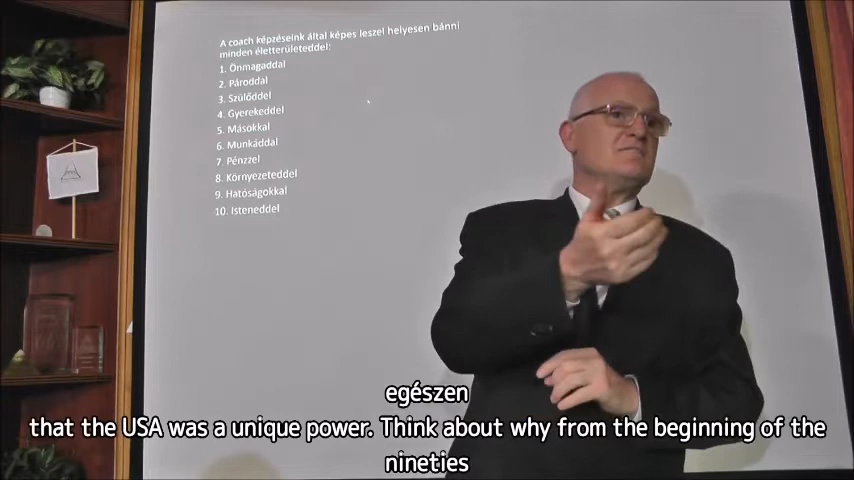 A coach képzéseink által képes leszel helyesen bánni
minden életterületeddel:
1. Önmagaddal
2. Pároddal
3. Szülőddel
4. Gyerekeddel
5. Másokkal
6. Munkáddal
7. Pénzzel
8. Környezeteddel
9. Hatóságokkal
10. Isteneddel
egészen
that the USA was a unique power. Think about why from the beginning of the
nineties